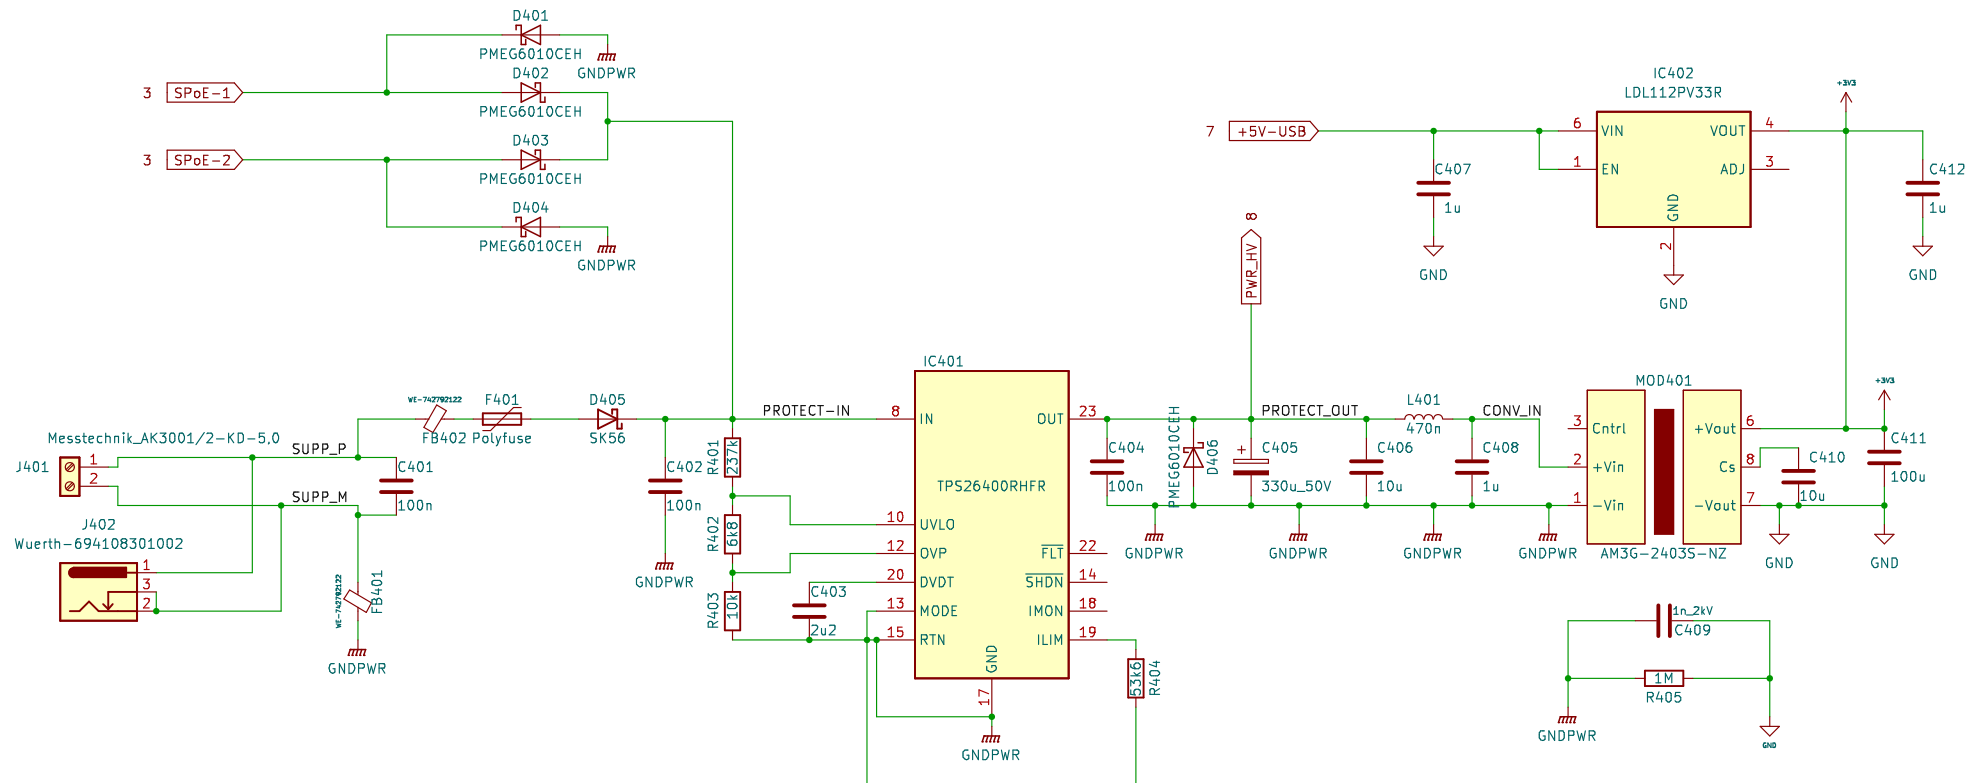 D401
PMEG6010CEH
GNDPWR
3 SPoE-1
D402
PMEG6010CEH
D403
3 SPoE-2
PMEG6010CEH
D404
PMEG6010CEH
GNDPWR
IC402
LDL112PV33R
+3V3
7 +5V-USB
6 VIN VOUT 4
1 EN ADJ 3
GND
2
GND
C407
1u
GND
C412
1u
GND
8
PWR_HV
IC401
TPS26400RHFR
8 IN OUT 23
10 UVLO
12 OVP FLT 22
20 DVDT SHDN 14
13 MODE IMON 18
15 RTN ILIM 19
GND
17
GNDPWR
WE-742792122
FB402
F401
Polyfuse
D405
SK56
PROTECT-IN
Messtechnik_AK3001/2-KD-5,0
J401
1
2
SUPP_P
SUPP_M
C401
100n
J402
Wuerth-694108301002
1
3
2
WE-742792122
FB401
GNDPWR
C402
100n
GNDPWR
R401
237k
R402
6k8
R403
10k
C403
2u2
R404
53k6
C404
100n
PMEG6010CEH
D406
GNDPWR
PROTECT_OUT
+
C405
330u_50V
GNDPWR
C406
10u
L401
470n
CONV_IN
C408
1u
GNDPWR
GNDPWR
MOD401
3 Cntrl
2 +Vin
1 -Vin
+Vout 6
Cs 8
-Vout 7
AM3G-2403S-NZ
C410
10u
GND
+3V3
C411
100u
GND
1n_2kV
C409
1M
R405
GNDPWR
GND